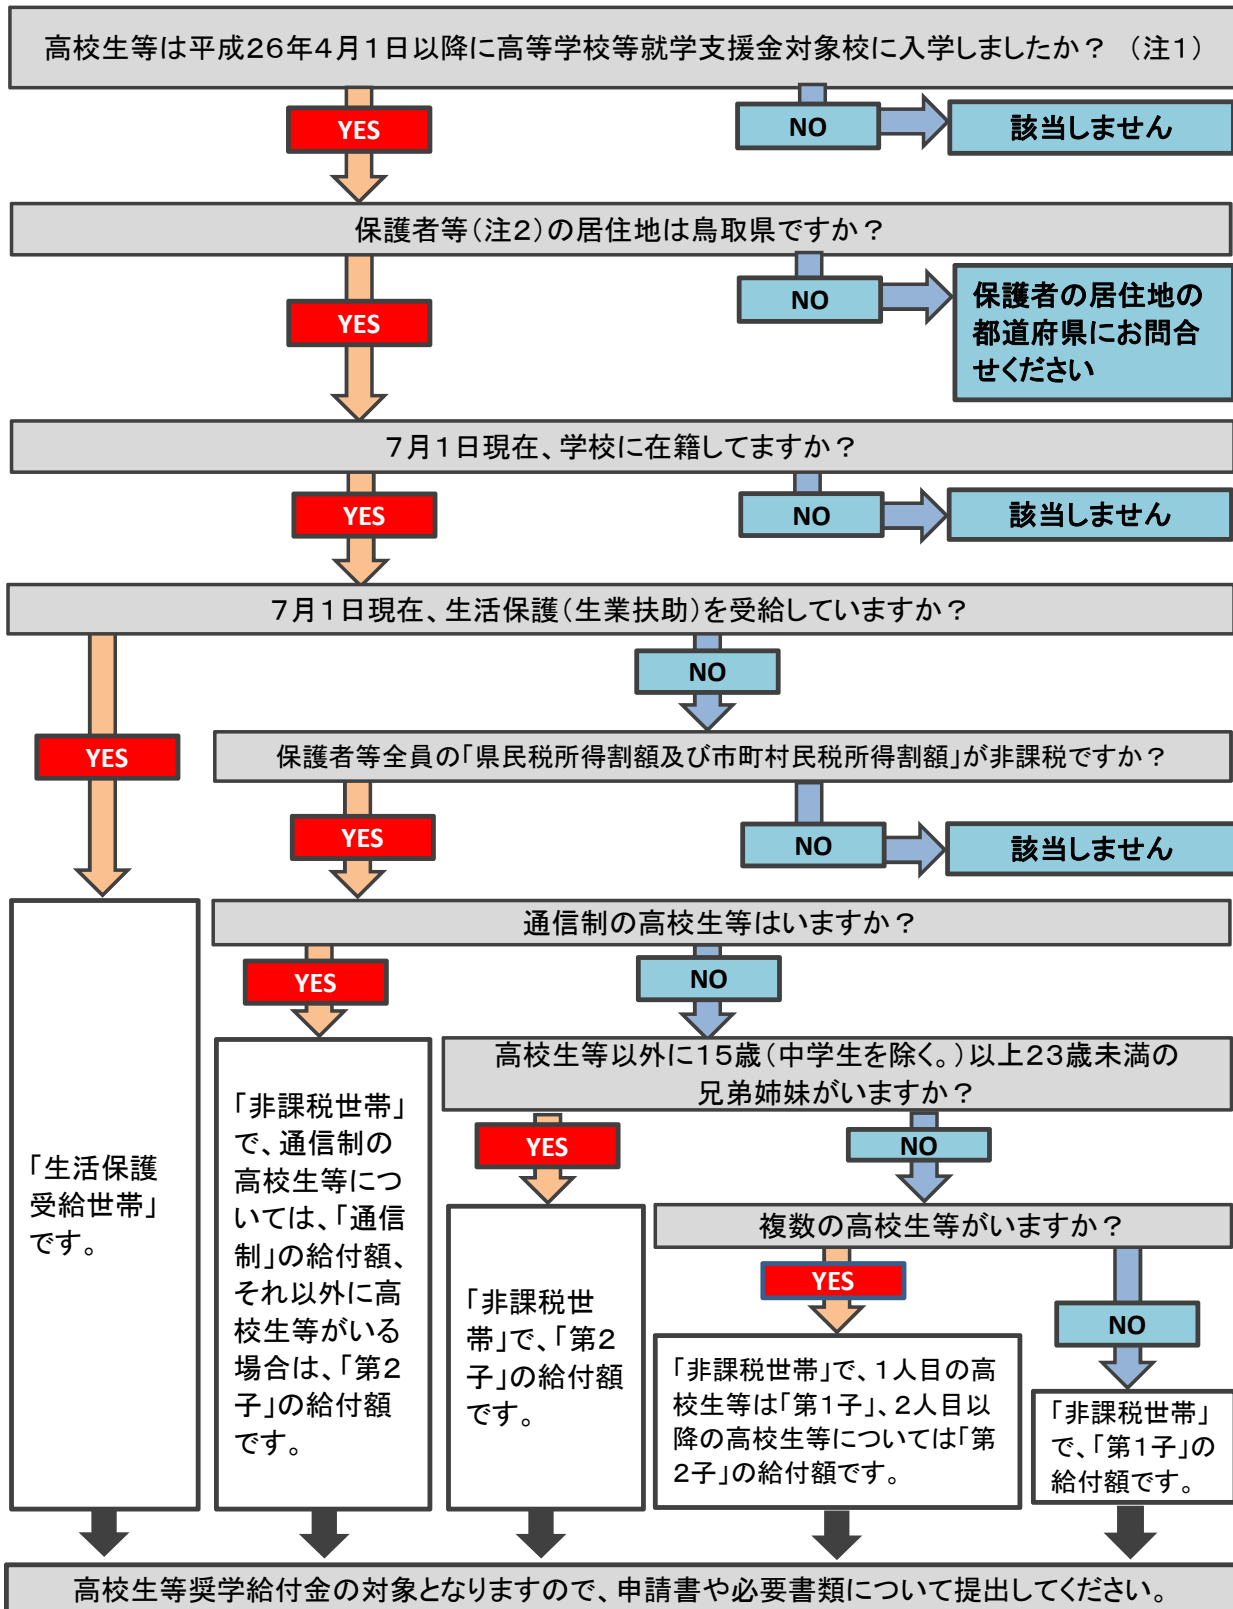 高校生等は平成26年4月1日以降に高等学校等就学支援金対象校に入学しましたか？ （注1）
YES
NO
該当しません
保護者等（注2）の居住地は鳥取県ですか？
YES
NO
保護者の居住地の
都道府県にお問合
せください
7月1日現在、学校に在籍してますか？
YES
NO
該当しません
7月1日現在、生活保護（生業扶助）を受給していますか？
NO
YES
保護者等全員の「県民税所得割額及び市町村民税所得割額」が非課税ですか？
YES
NO
該当しません
通信制の高校生等はいますか？
YES
NO
高校生等以外に15歳（中学生を除く。）以上23歳未満の
兄弟姉妹がいますか？
YES
NO
複数の高校生等がいますか？
YES
NO
「生活保護
受給世帯」
です。
「非課税世帯」
で、通信制の
高校生等につ
いては、「通信
制」の給付額、
それ以外に高
校生等がいる
場合は、「第2
子」の給付額
です。
「非課税世
帯」で、「第2
子」の給付額
です。
「非課税世帯」で、1人目の高
校生等は「第1子」、2人目以
降の高校生等については「第
2子」の給付額です。
「非課税世帯」
で、「第1子」の
給付額です。
高校生等奨学給付金の対象となりますので、申請書や必要書類について提出してください。